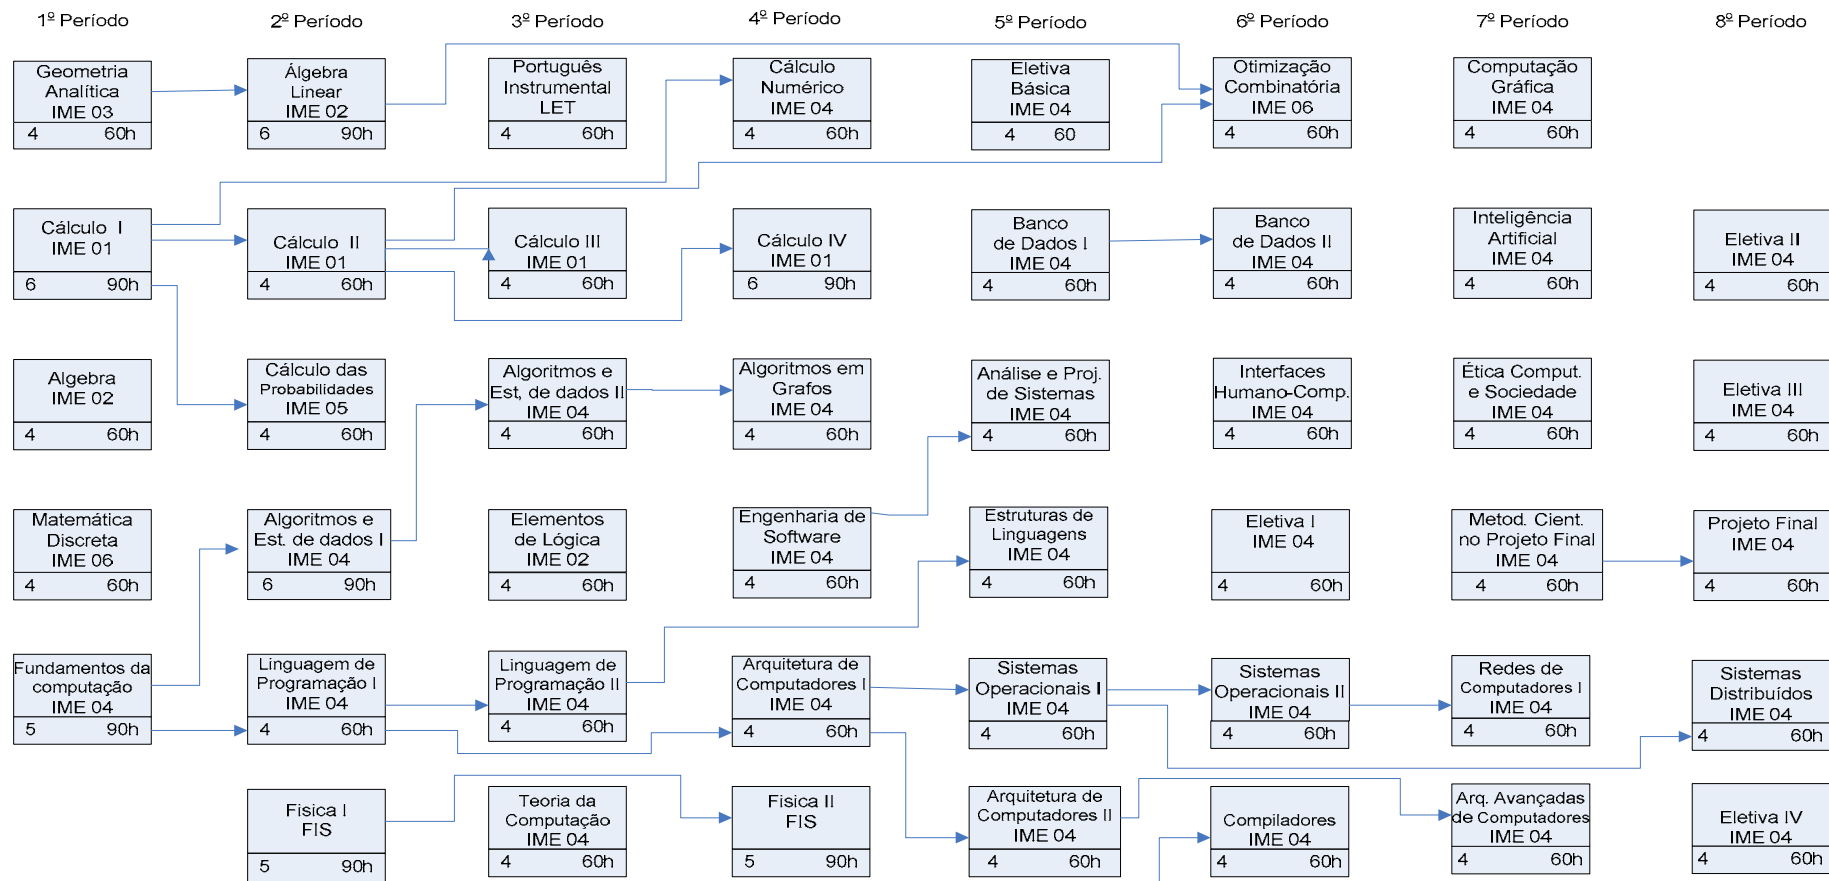 1º Período
2º Período
3º Período
4º Período
5º Período
6º Período
7º Período
8º Período
Geometria
Analítica
IME 03
4 60h
Álgebra
Linear
IME 02
6 90h
Português
Instrumental
LET
4 60h
Cálculo
Numérico
IME 04
4 60h
Eletiva
Básica
IME 04
4 60
Otimização
Combinatória
IME 06
4 60h
Computação
Gráfica
IME 04
4 60h
Cálculo I
IME 01
6 90h
Cálculo II
IME 01
4 60h
Cálculo III
IME 01
4 60h
Cálculo IV
IME 01
6 90h
Banco
de Dados I
IME 04
4 60h
Banco
de Dados II
IME 04
4 60h
Inteligência
Artificial
IME 04
4 60h
Eletiva II
IME 04
4 60h
Algebra
IME 02
4 60h
Cálculo das
Probabilidades
IME 05
4 60h
Algoritmos e
Est, de dados II
IME 04
4 60h
Algoritmos em
Grafos
IME 04
4 60h
Análise e Proj.
de Sistemas
IME 04
4 60h
Interfaces
Humano-Comp.
IME 04
4 60h
Ética Comput.
e Sociedade
IME 04
4 60h
Eletiva III
IME 04
4 60h
Matemática
Discreta
IME 06
4 60h
Algoritmos e
Est. de dados I
IME 04
6 90h
Elementos
de Lógica
IME 02
4 60h
Engenharia de
Software
IME 04
4 60h
Estruturas de
Linguagens
IME 04
4 60h
Eletiva I
IME 04
4 60h
Metod. Cient.
no Projeto Final
IME 04
4 60h
Projeto Final
IME 04
4 60h
Fundamentos da
computação
IME 04
5 90h
Linguagem de
Programação I
IME 04
4 60h
Linguagem de
Programação II
IME 04
4 60h
Arquitetura de
Computadores I
IME 04
4 60h
Sistemas
Operacionais I
IME 04
4 60h
Sistemas
Operacionais II
IME 04
4 60h
Redes de
Computadores I
IME 04
4 60h
Sistemas
Distribuídos
IME 04
4 60h
Fisica I
FIS
5 90h
Teoria da
Computação
IME 04
4 60h
Fisica II
FIS
5 90h
Arquitetura de
Computadores II
IME 04
4 60h
Compiladores
IME 04
4 60h
Arq. Avançadas
de Computadores
IME 04
4 60h
Eletiva IV
IME 04
4 60h